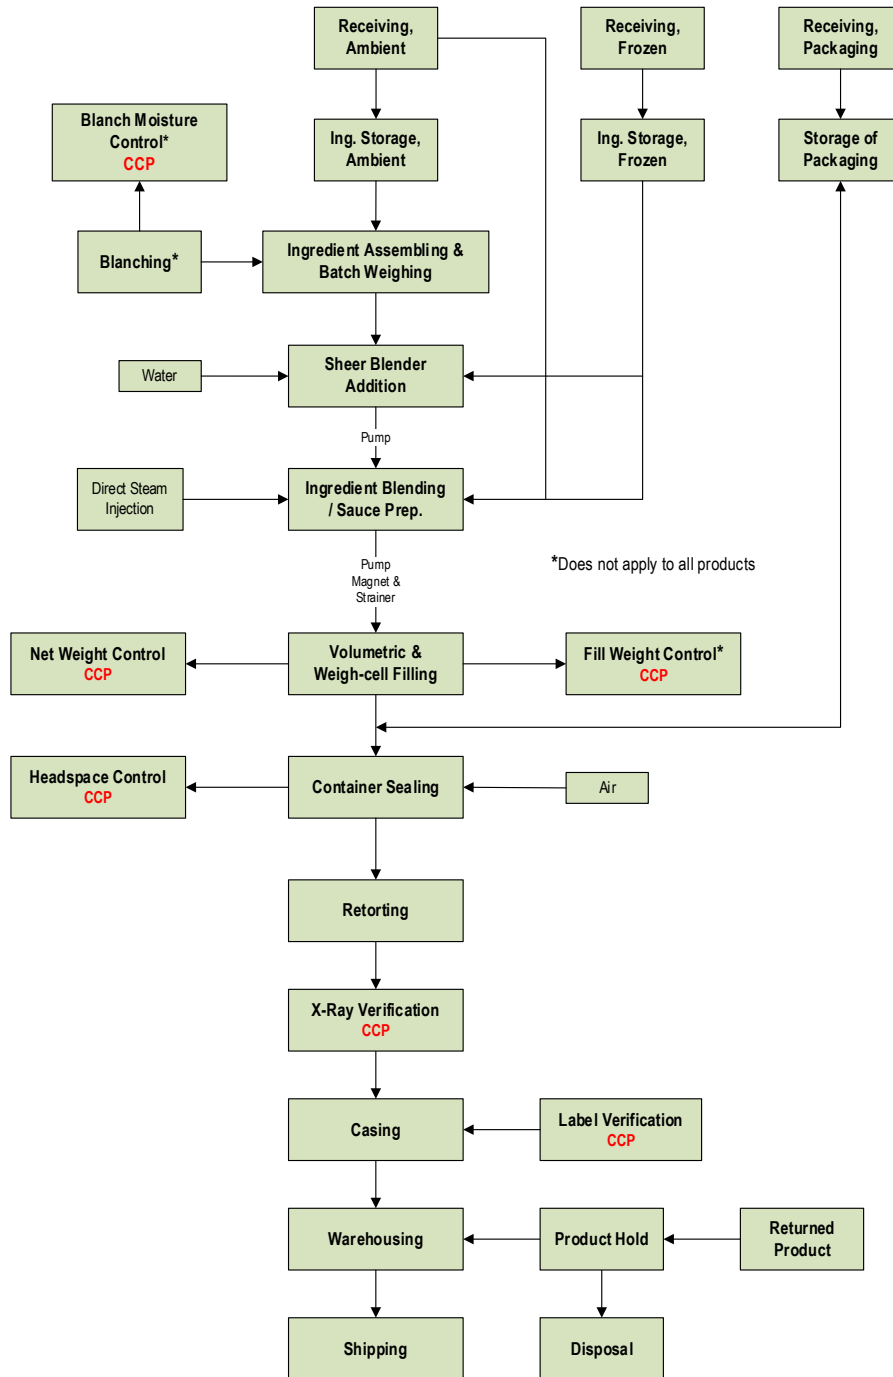 Receiving,
Ambient
Receiving,
Frozen
Receiving,
Packaging
Blanch Moisture
Control*
CCP
Ing. Storage,
Ambient
Ing. Storage,
Frozen
Storage of
Packaging
Blanching*
Ingredient Assembling &
Batch Weighing
Water
Sheer Blender
Addition
Pump
Direct Steam
Injection
Ingredient Blending
/ Sauce Prep.
*Does not apply to all products
Pump
Magnet &
Strainer
Net Weight Control
CCP
Volumetric &
Weigh-cell Filling
Fill Weight Control*
CCP
Headspace Control
CCP
Container Sealing
Air
Retorting
X-Ray Verification
CCP
Casing
Label Verification
CCP
Warehousing
Product Hold
Returned
Product
Shipping
Disposal